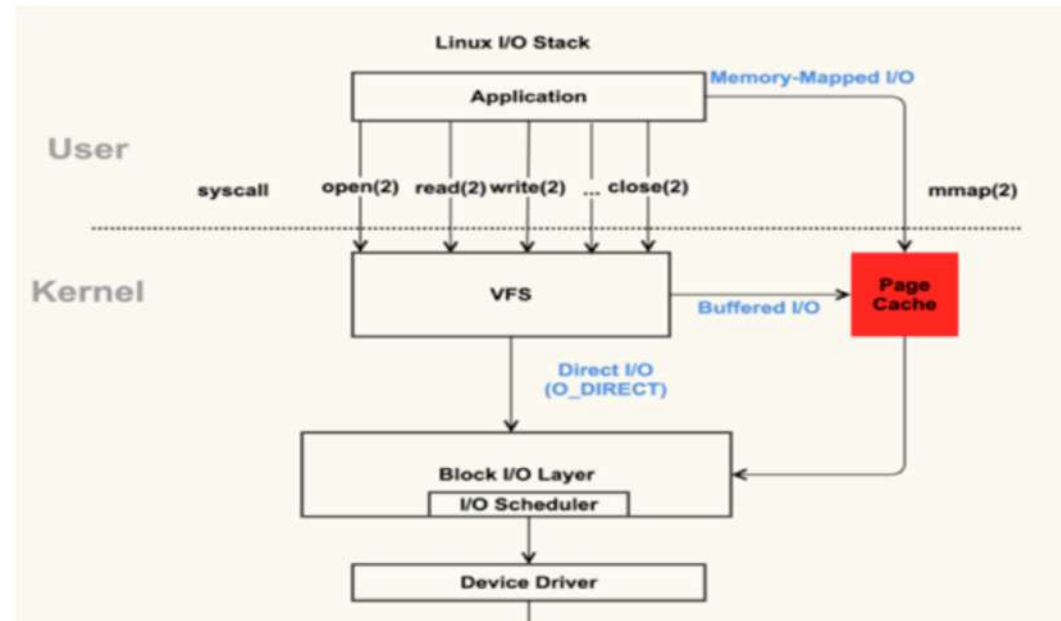 Linux I/O Stack
Memory-Mapped I/O
Application
User
syscall
open(2) read(2) write(2) ... close(2)
mmap(2)
Kernel
VFS
Page
Cache
Buffered I/O
Direct I/O
(O_DIRECT)
Block I/O Layer
I/O Scheduler
Device Driver